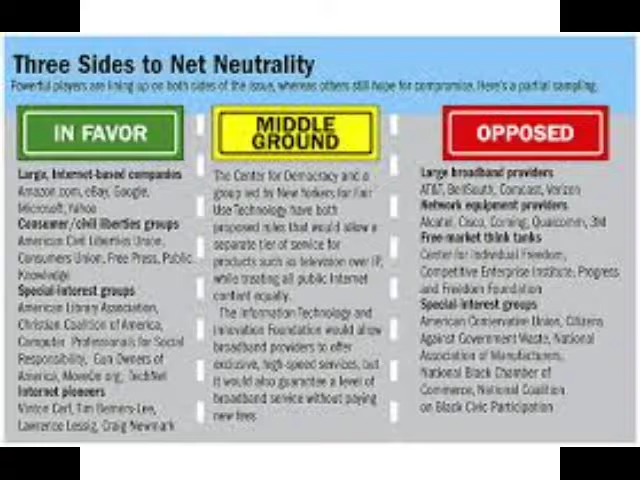 Three Sides to Net Neutrality
Powerful players are lining up on both sides of the issue, whereas others still hope for compromise. Here's a partial sampling.
IN FAVOR
Large, Internet-based companies
Amazon.com, eBay, Google,
Microsoft, Yahoo
Consumer/civil liberties groups
American Civil Liberties Union,
Consumers Union, Free Press, Public
Knowledge
Special-interest groups
American Library Association,
Christian Coalition of America,
Computer Professionals for Social
Responsibility, Gun Owners of
America, MoveOn.org, TechNet
Internet pioneers
Vinton Cerf, Tim Berners-Lee,
Lawrence Lessig, Craig Newmark
MIDDLE
GROUND
The Center for Democracy and a
group led by New Yorkers for Fair
Use Technology have both
proposed rules that would allow a
separate tier of service for
products such as television over IP,
while treating all public Internet
content equally.
The Information Technology and
Innovation Foundation would allow
broadband providers to offer
exclusive, high-speed services, but
it would also guarantee a level of
broadband service without paying
new fees
OPPOSED
Large broadband providers
AT&T, BellSouth, Comcast, Verizon
Network equipment providers
Alcatel, Cisco, Corning, Qualcomm, 3M
Free-market think tanks
Center for Individual Freedom,
Competitive Enterprise Institute, Progress
and Freedom Foundation
Special-interest groups
American Conservative Union, Citizens
Against Government Waste, National
Association of Manufacturers,
National Black Chamber of
Commerce, National Coalition
on Black Civic Participation